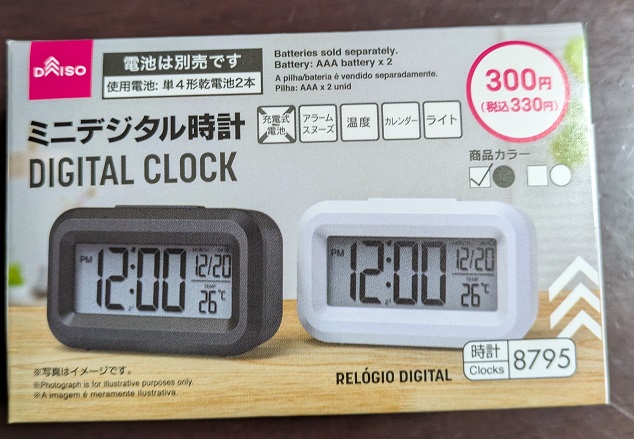 DAISO
電池は別売です
使用電池: 単4形乾電池2本
Batteries sold separately.
Battery: AAA battery x 2
A pilha/bateria é vendido separadamente.
Pilha: AAA x 2 unid
300円
(税込330円)
ミニデジタル時計
DIGITAL CLOCK
充電式
電池
アラーム
スヌーズ
温度
カレンダー
ライト
商品カラー
PM
12:00
MONTH
DATE
12/20
TEMP
26℃
PM
12:00
MONTH
DATE
12/20
TEMP
26℃
※写真はイメージです。
※Photograph is for illustrative purposes only.
※A imagem é meramente ilustrativa.
RELÓGIO DIGITAL
時計
Clocks
8795